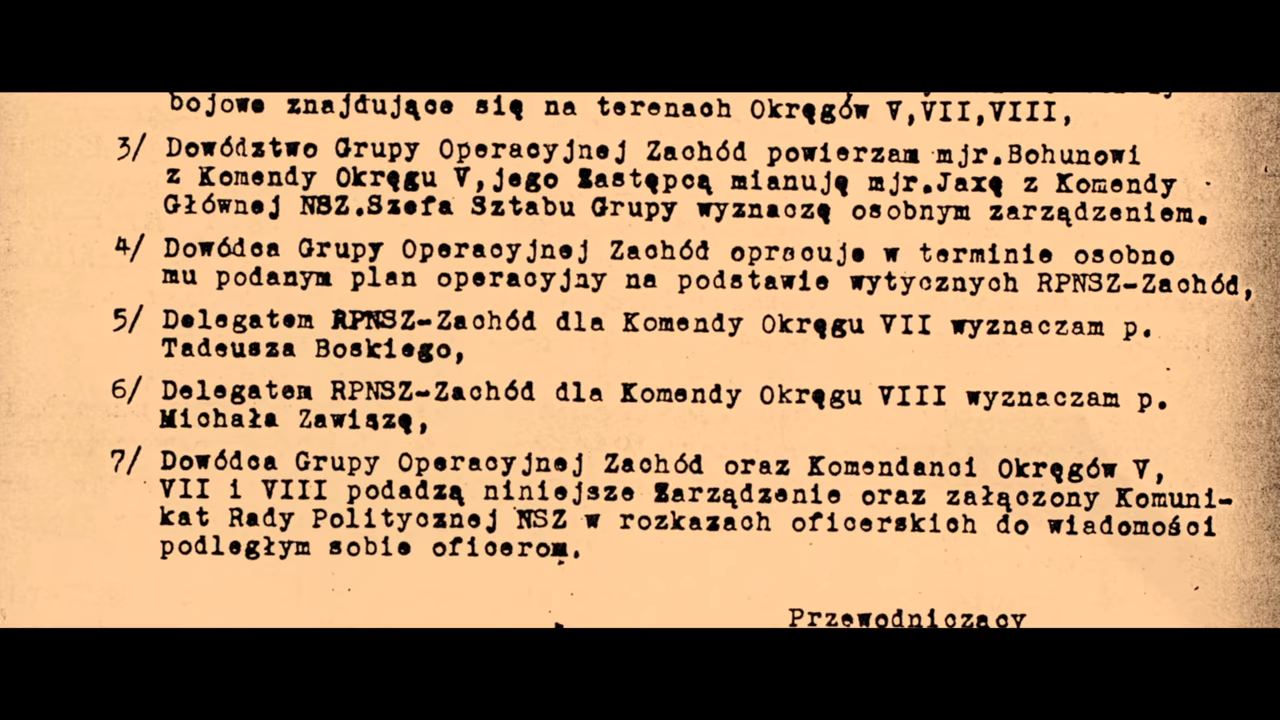 bojowe znajdujące się na terenach Okręgów V,VII,VIII,
3/ Dowództwo Grupy Operacyjnej Zachód powierzam mjr.Bohunowi
z Komendy Okręgu V,jego Zastępcą mianuję mjr.Jaxę z Komendy
Głównej NSZ.Szefa Sztabu Grupy wyznaczę osobnym zarządzeniem.
4/ Dowódca Grupy Operacyjnej Zachód opracuje w terminie osobno
mu podanym plan operacyjny na podstawie wytycznych RPNSZ-Zachód,
5/ Delegatem RPNSZ-Zachód dla Komendy Okręgu VII wyznaczam p.
Tadeusza Boskiego,
6/ Delegatem RPNSZ-Zachód dla Komendy Okręgu VIII wyznaczam p.
Michała Zawiszę,
7/ Dowódca Grupy Operacyjnej Zachód oraz Komendanci Okręgów V,
VII i VIII podadzą niniejsze Zarządzenie oraz załączony Komuni-
kat Rady Politycznej NSZ w rozkazach oficerskich do wiadomości
podległym sobie oficerom.
Przewodniczący